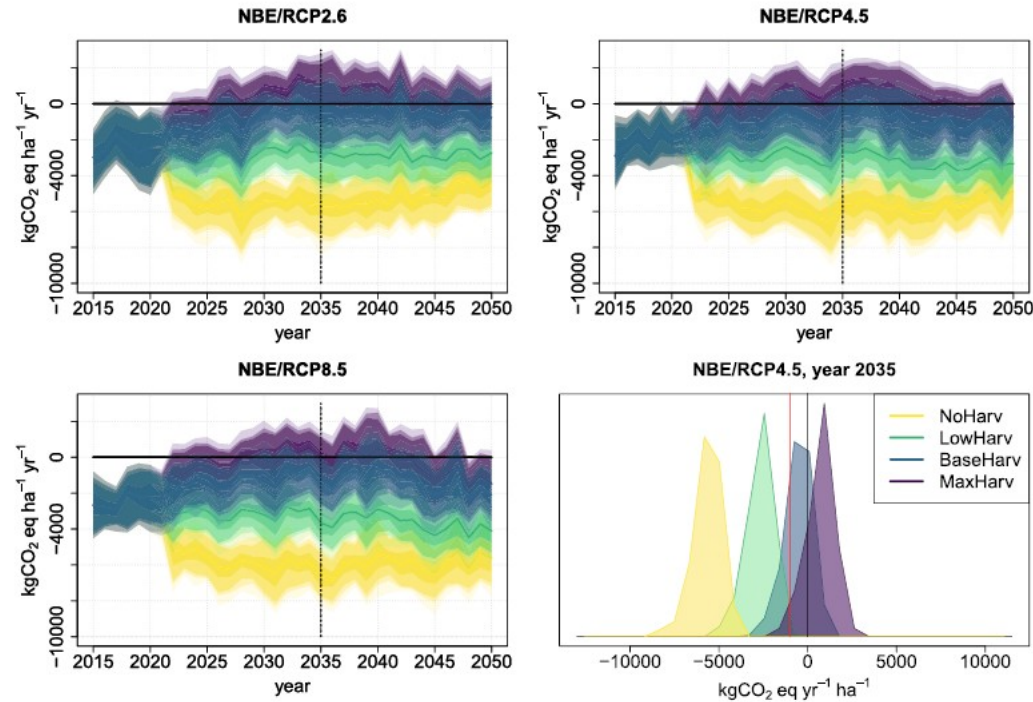 NBE/RCP2.6
kgCO₂ eq ha⁻¹ yr⁻¹
0
−4000
−10000
2015 2020 2025 2030 2035 2040 2045 2050
year
NBE/RCP4.5
kgCO₂ eq ha⁻¹ yr⁻¹
0
−4000
−10000
2015 2020 2025 2030 2035 2040 2045 2050
year
NBE/RCP8.5
kgCO₂ eq ha⁻¹ yr⁻¹
0
−4000
−10000
2015 2020 2025 2030 2035 2040 2045 2050
year
NBE/RCP4.5, year 2035
NoHarv
LowHarv
BaseHarv
MaxHarv
−10000 −5000 0 5000 10000
kgCO₂ eq yr⁻¹ ha⁻¹